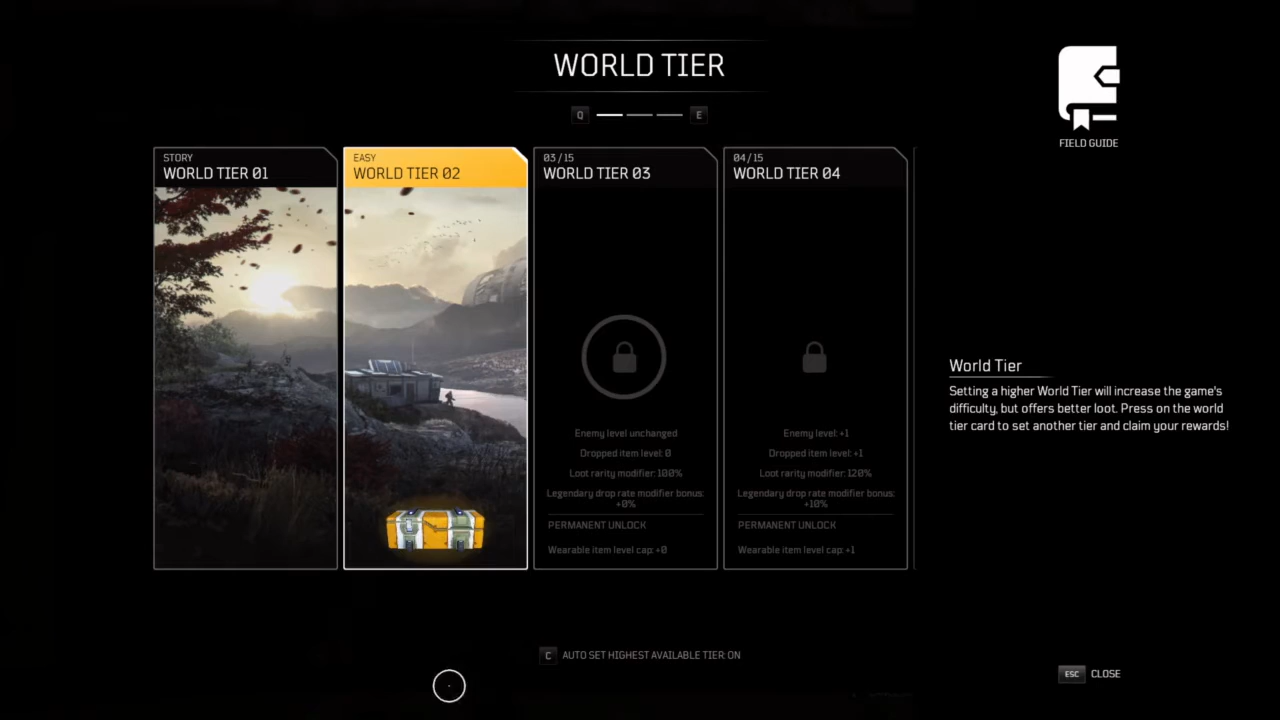 WORLD TIER
Q
E
FIELD GUIDE
STORY
WORLD TIER 01
EASY
WORLD TIER 02
03/15
WORLD TIER 03
Enemy level unchanged
Dropped item level: 0
Loot rarity modifier: 100%
Legendary drop rate modifier bonus:
+0%
PERMANENT UNLOCK
Wearable item level cap: +0
04/15
WORLD TIER 04
Enemy level: +1
Dropped item level: +1
Loot rarity modifier: 120%
Legendary drop rate modifier bonus:
+10%
PERMANENT UNLOCK
Wearable item level cap: +1
World Tier
Setting a higher World Tier will increase the game's
difficulty, but offers better loot. Press on the world
tier card to set another tier and claim your rewards!
C AUTO SET HIGHEST AVAILABLE TIER: ON
ESC CLOSE